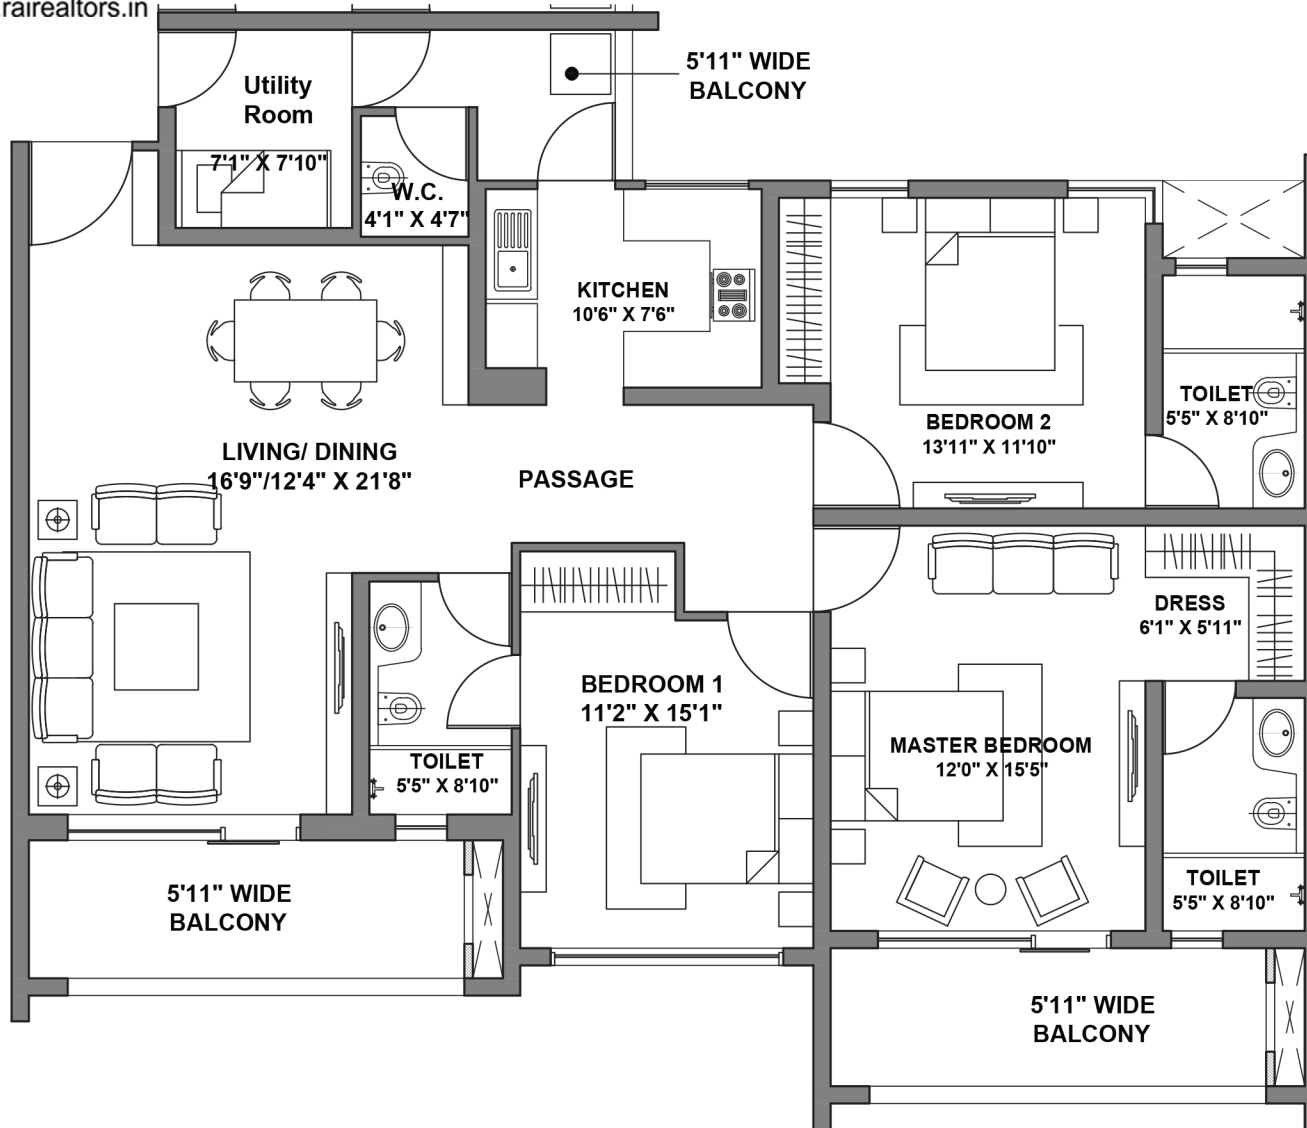 .rairealtors.in
5'11" WIDE
BALCONY
Utility
Room
7'1" X 7'10"
W.C.
4'1" X 4'7"
KITCHEN
10'6" X 7'6"
BEDROOM 2
13'11" X 11'10"
TOILET
5'5" X 8'10"
LIVING/ DINING
16'9"/12'4" X 21'8"
PASSAGE
DRESS
6'1" X 5'11"
BEDROOM 1
11'2" X 15'1"
MASTER BEDROOM
12'0" X 15'5"
TOILET
5'5" X 8'10"
TOILET
5'5" X 8'10"
5'11" WIDE
BALCONY
5'11" WIDE
BALCONY